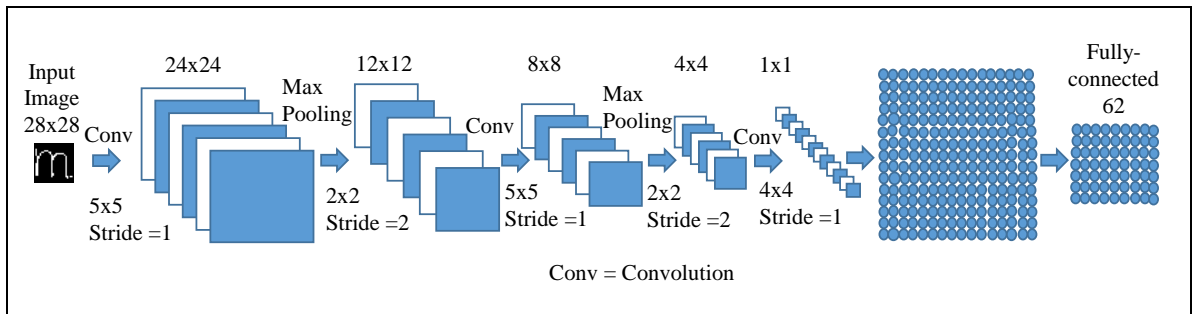 Input
Image
28x28
Conv
5x5
Stride =1
24x24
Max
Pooling
2x2
Stride =2
12x12
Conv
5x5
Stride =1
8x8
Max
Pooling
2x2
Stride =2
4x4
Conv
4x4
Stride =1
1x1
Fully-
connected
62
m
Conv = Convolution